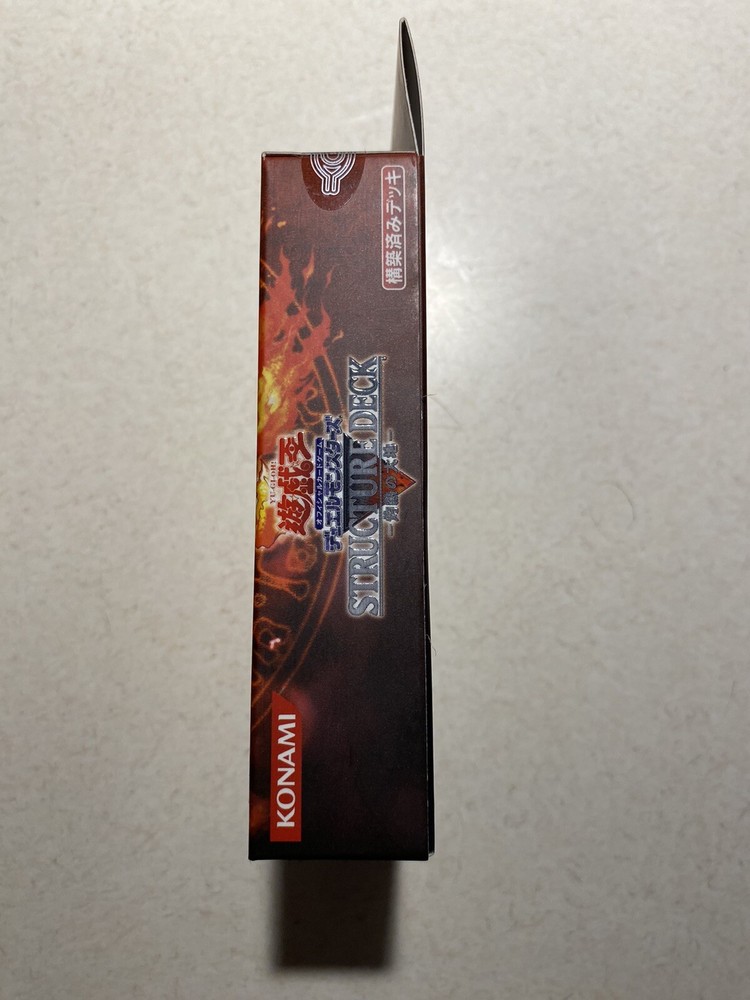 構築済みデッキ
YU-GI-OH!
遊戯王
オフィシャルカードゲーム
デュエルモンスターズ
STRUCTURE DECK
KONAMI